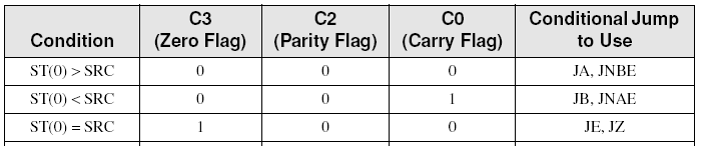 Condition C3 (Zero Flag) C2 (Parity Flag) C0 (Carry Flag) Conditional Jump to Use
ST(0) > SRC 0 0 0 JA, JNBE
ST(0) < SRC 0 0 1 JB, JNAE
ST(0) = SRC 1 0 0 JE, JZ